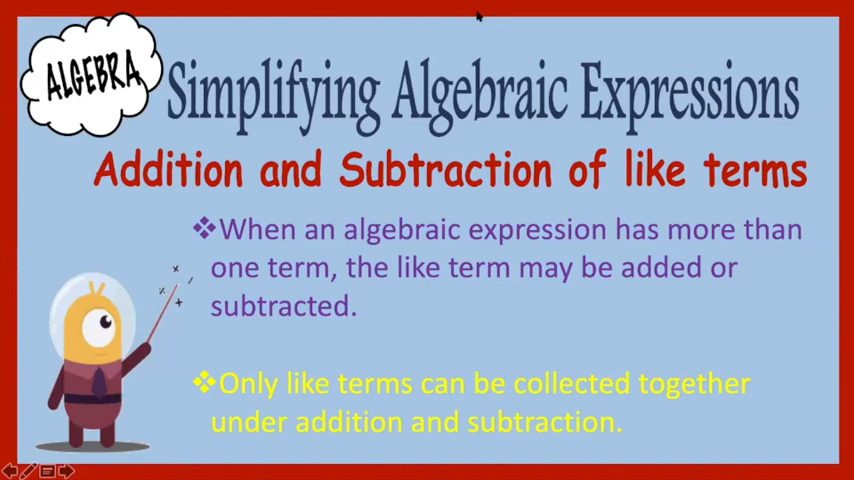 ALGEBRA
Simplifying Algebraic Expressions
Addition and Subtraction of like terms
❖When an algebraic expression has more than
one term, the like term may be added or
subtracted.
❖Only like terms can be collected together
under addition and subtraction.